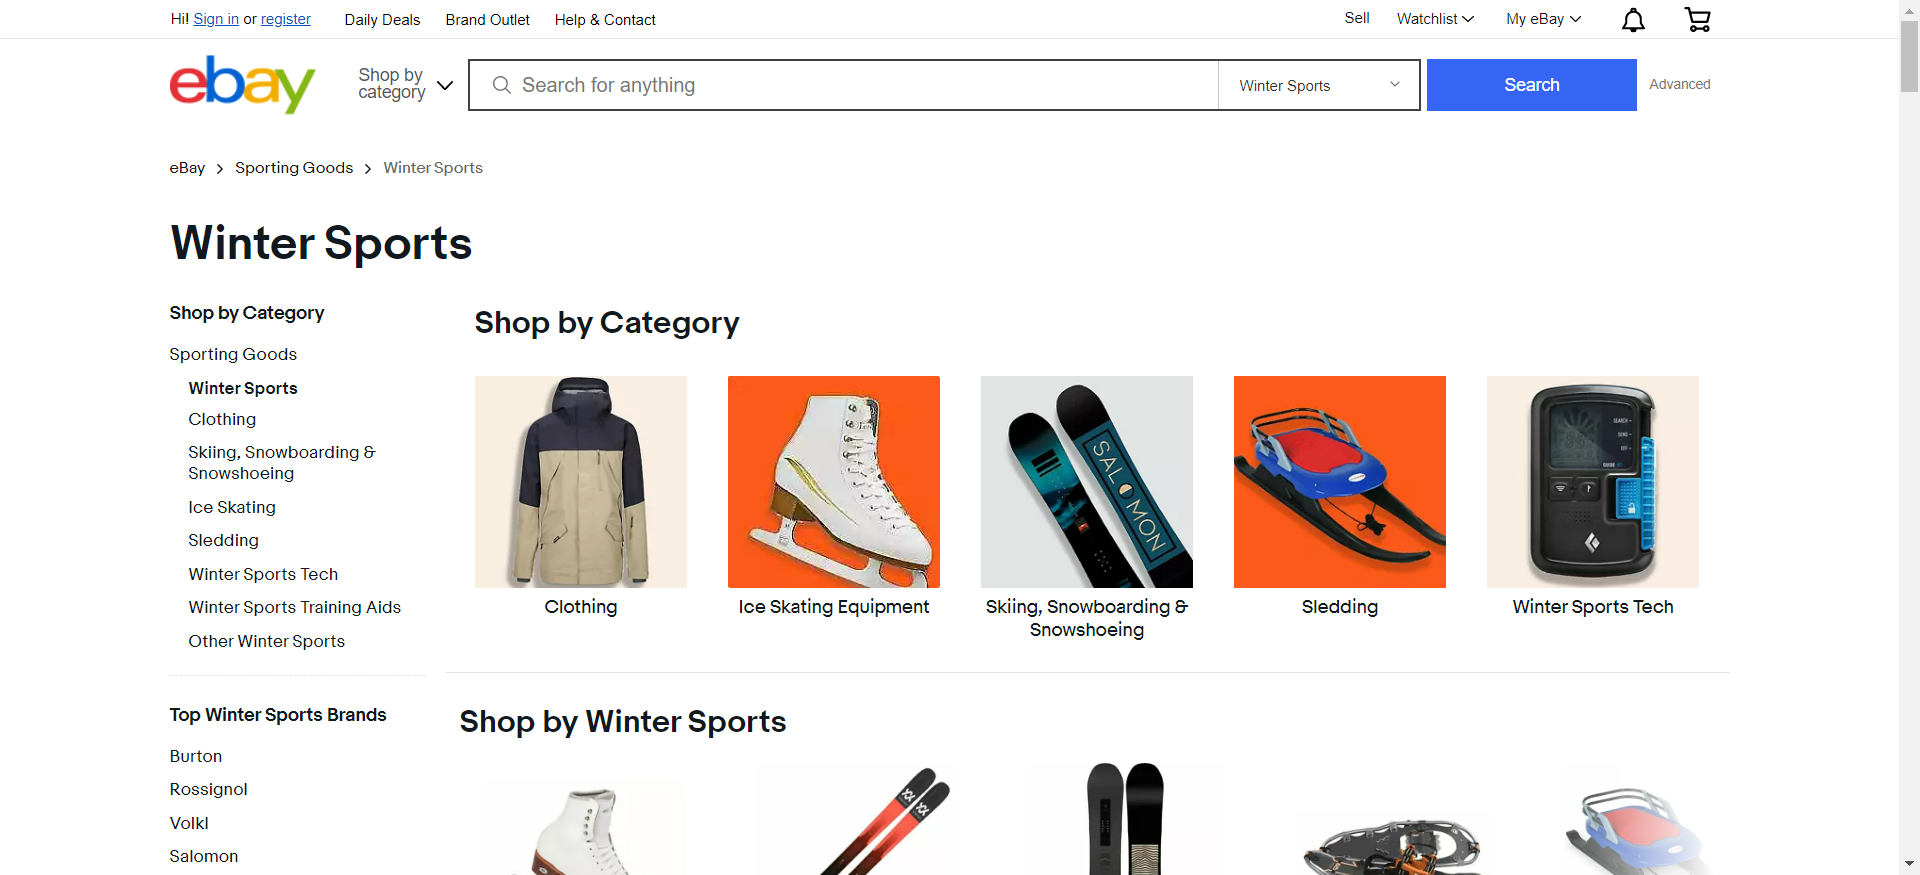 Hi! Sign in or register
Daily Deals
Brand Outlet
Help & Contact
Sell
Watchlist
My eBay
ebay
Shop by category
Search for anything
Winter Sports
Search
Advanced
eBay
Sporting Goods
Winter Sports
Winter Sports
Shop by Category
Sporting Goods
Winter Sports
Clothing
Skiing, Snowboarding &
Snowshoeing
Ice Skating
Sledding
Winter Sports Tech
Winter Sports Training Aids
Other Winter Sports
Top Winter Sports Brands
Burton
Rossignol
Volkl
Salomon
Shop by Category
Clothing
Ice Skating Equipment
SALOMON
Skiing, Snowboarding &
Snowshoeing
Sledding
SEARCH
SEND
OFF
GUIDE
Winter Sports Tech
Shop by Winter Sports